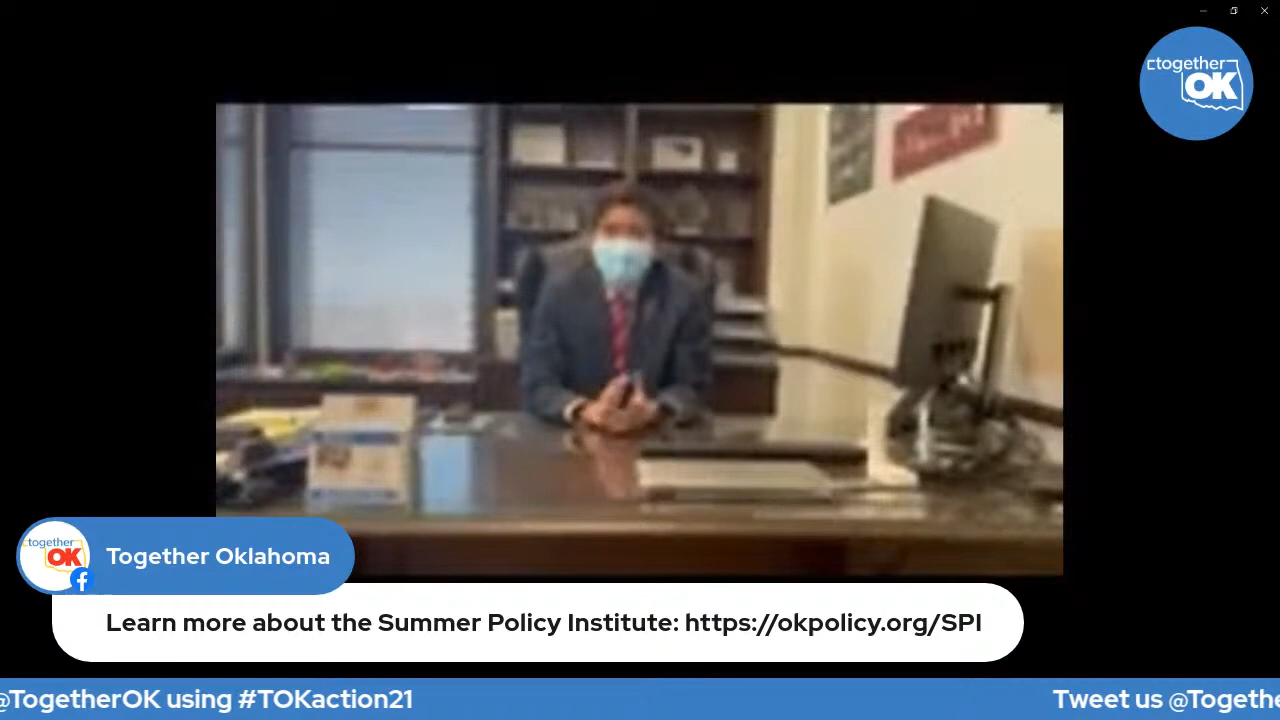 together
OK
together
OK
Together Oklahoma
Learn more about the Summer Policy Institute: https://okpolicy.org/SPI
@TogetherOK using #TOKaction21
Tweet us @Togethe